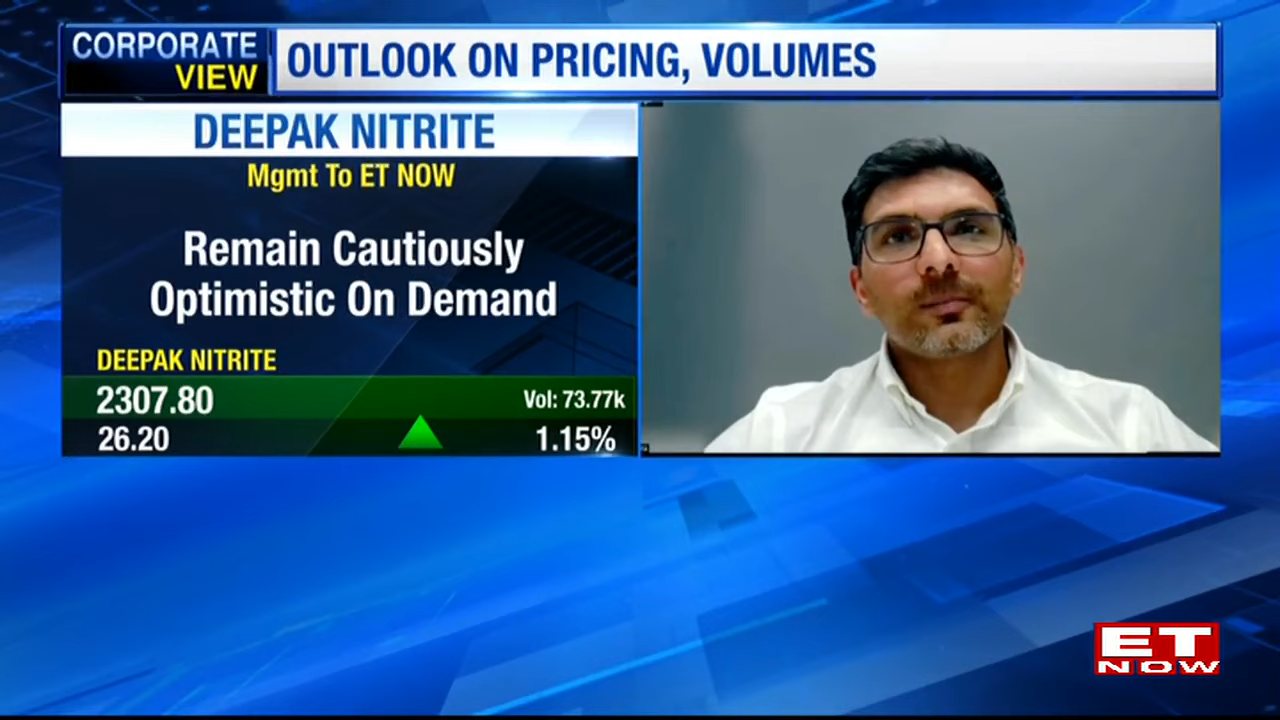 CORPORATE
VIEW
OUTLOOK ON PRICING, VOLUMES
DEEPAK NITRITE
Mgmt To ET NOW
Remain Cautiously
Optimistic On Demand
DEEPAK NITRITE
2307.80
Vol: 73.77k
26.20
1.15%
ET
NOW